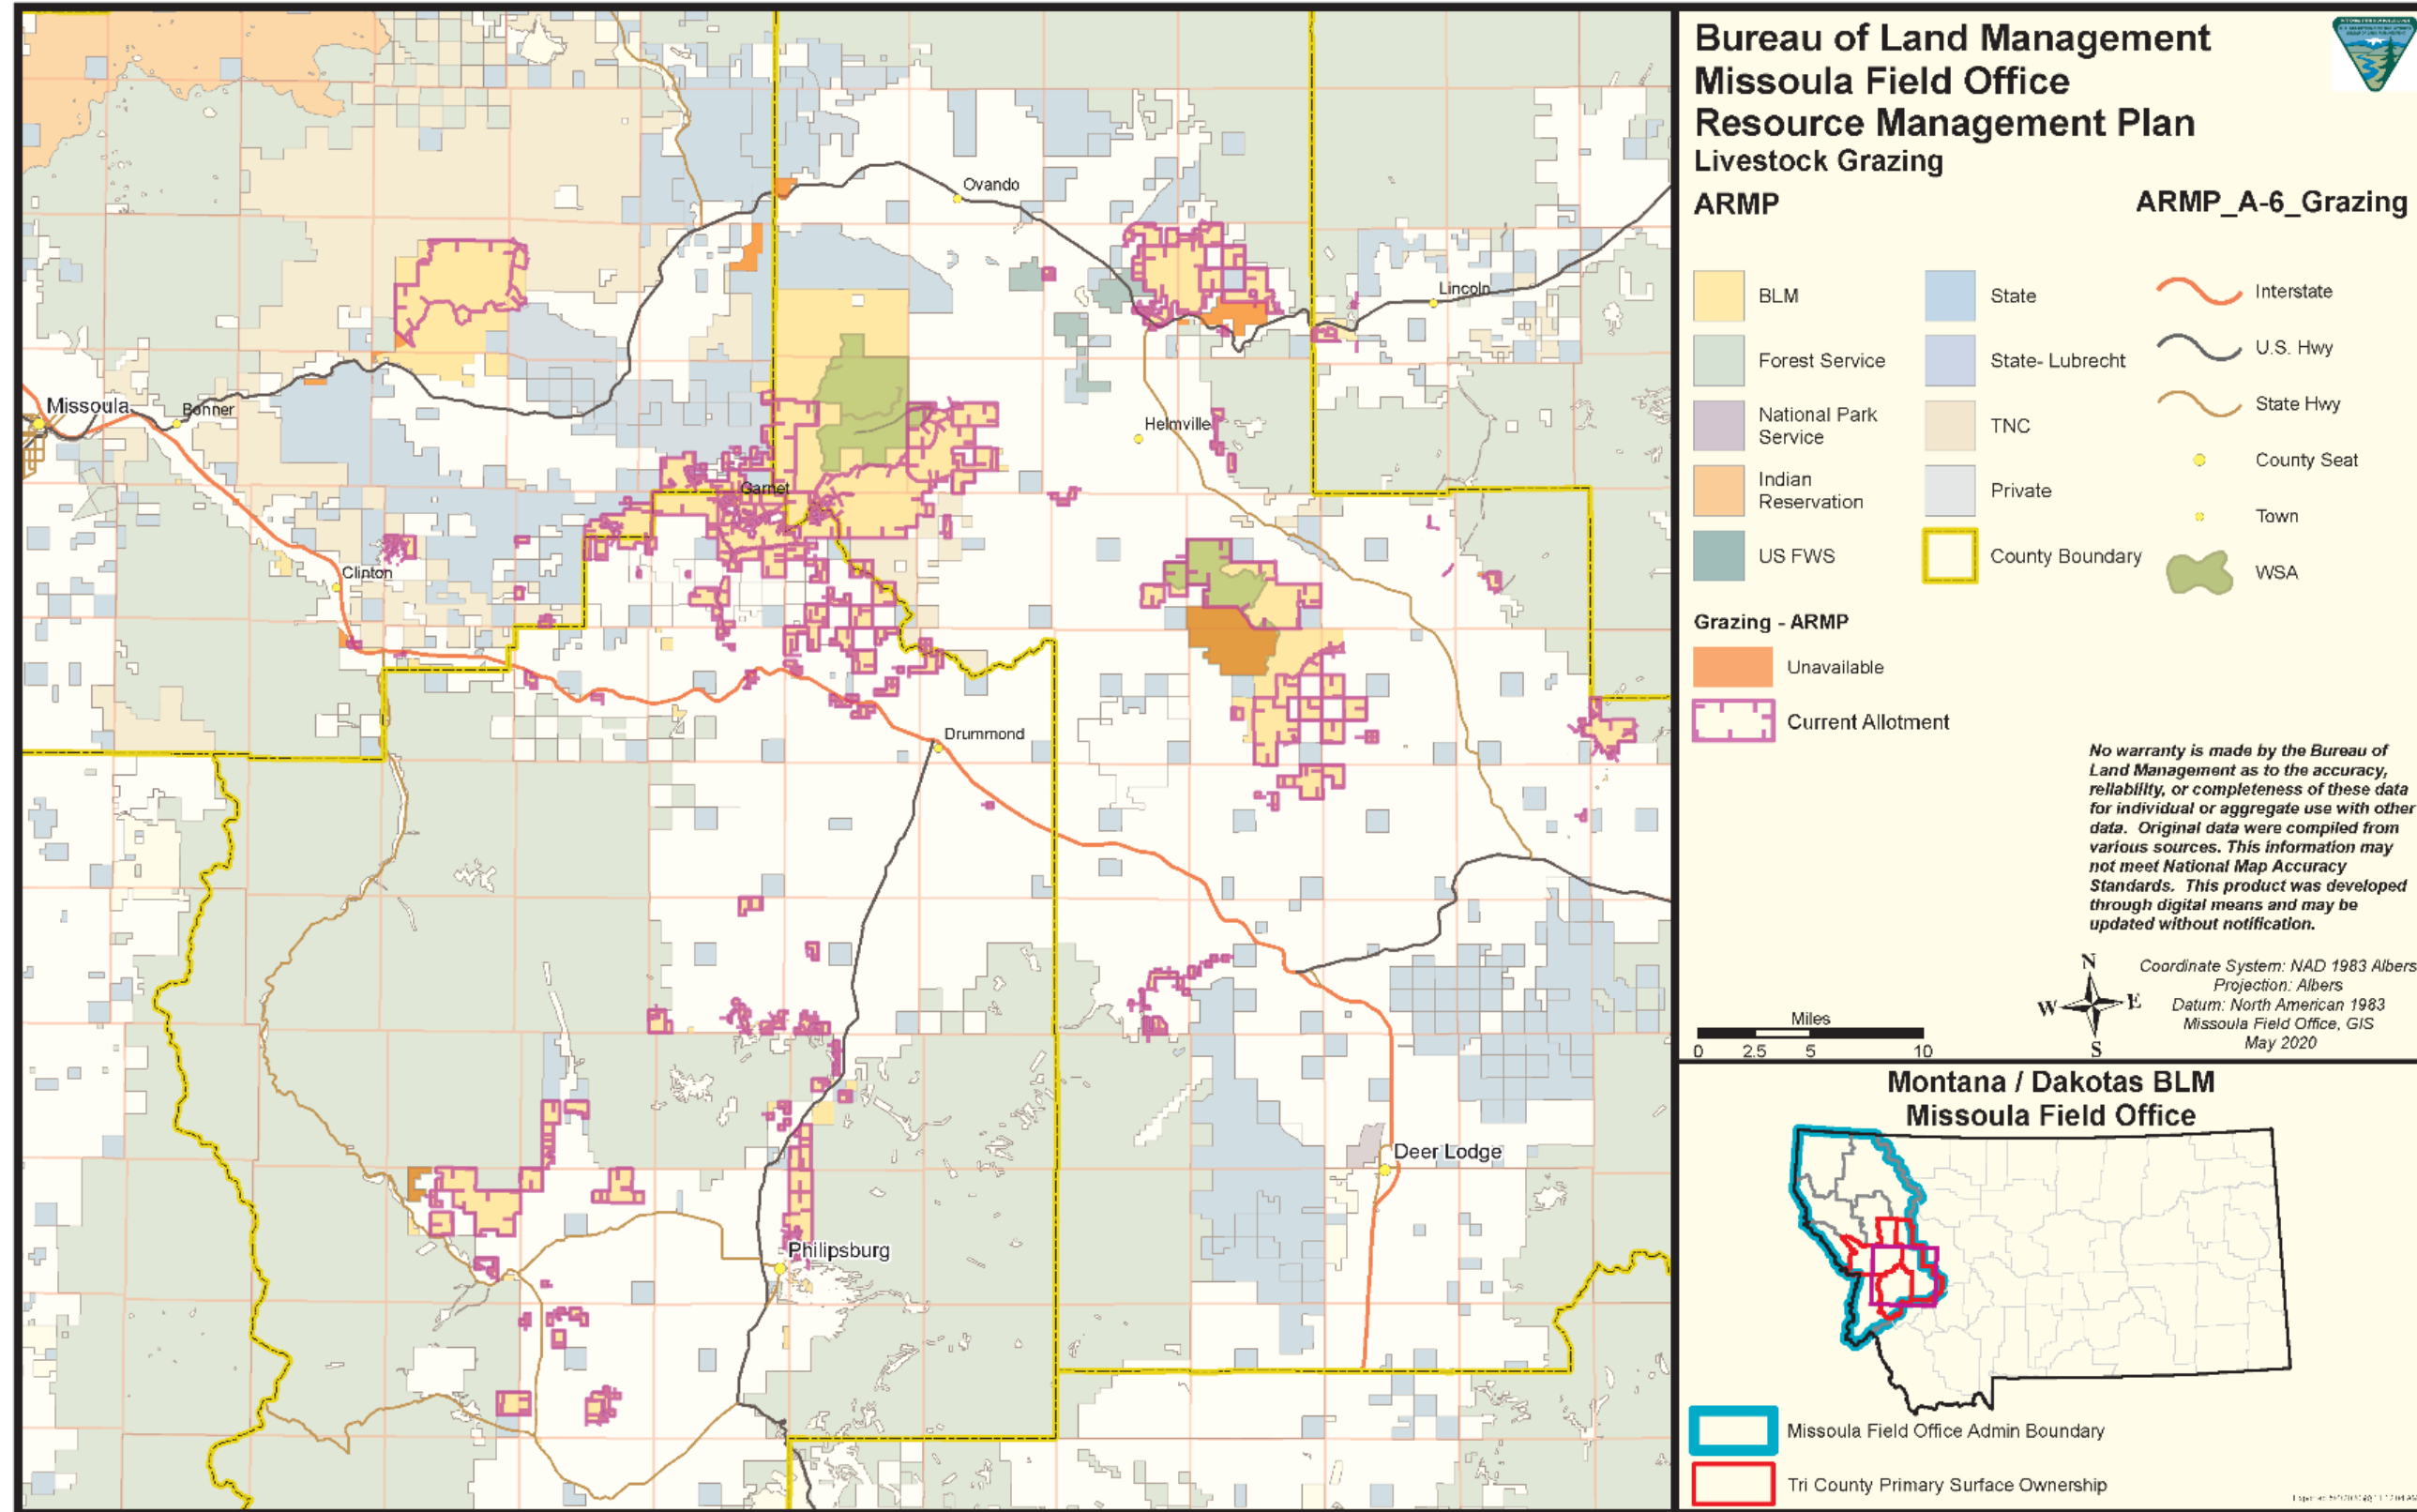 Bureau of Land Management
Missoula Field Office
Resource Management Plan
Livestock Grazing
ARMP
ARMP_A-6_Grazing
BLM
Forest Service
National Park
Service
Indian
Reservation
US FWS
State
State- Lubrecht
TNC
Private
County Boundary
Interstate
U.S. Hwy
State Hwy
County Seat
Town
WSA
Grazing - ARMP
Unavailable
Current Allotment
No warranty is made by the Bureau of
Land Management as to the accuracy,
reliability, or completeness of these data
for individual or aggregate use with other
data. Original data were compiled from
various sources. This information may
not meet National Map Accuracy
Standards. This product was developed
through digital means and may be
updated without notification.
N
W E
S
Coordinate System: NAD 1983 Albers
Projection: Albers
Datum: North American 1983
Missoula Field Office, GIS
May 2020
Miles
0 2.5 5 10
Montana / Dakotas BLM
Missoula Field Office
Missoula Field Office Admin Boundary
Tri County Primary Surface Ownership
Ovando
Lincoln
Missoula
Bonner
Helmville
Garnet
Clinton
Drummond
Deer Lodge
Philipsburg